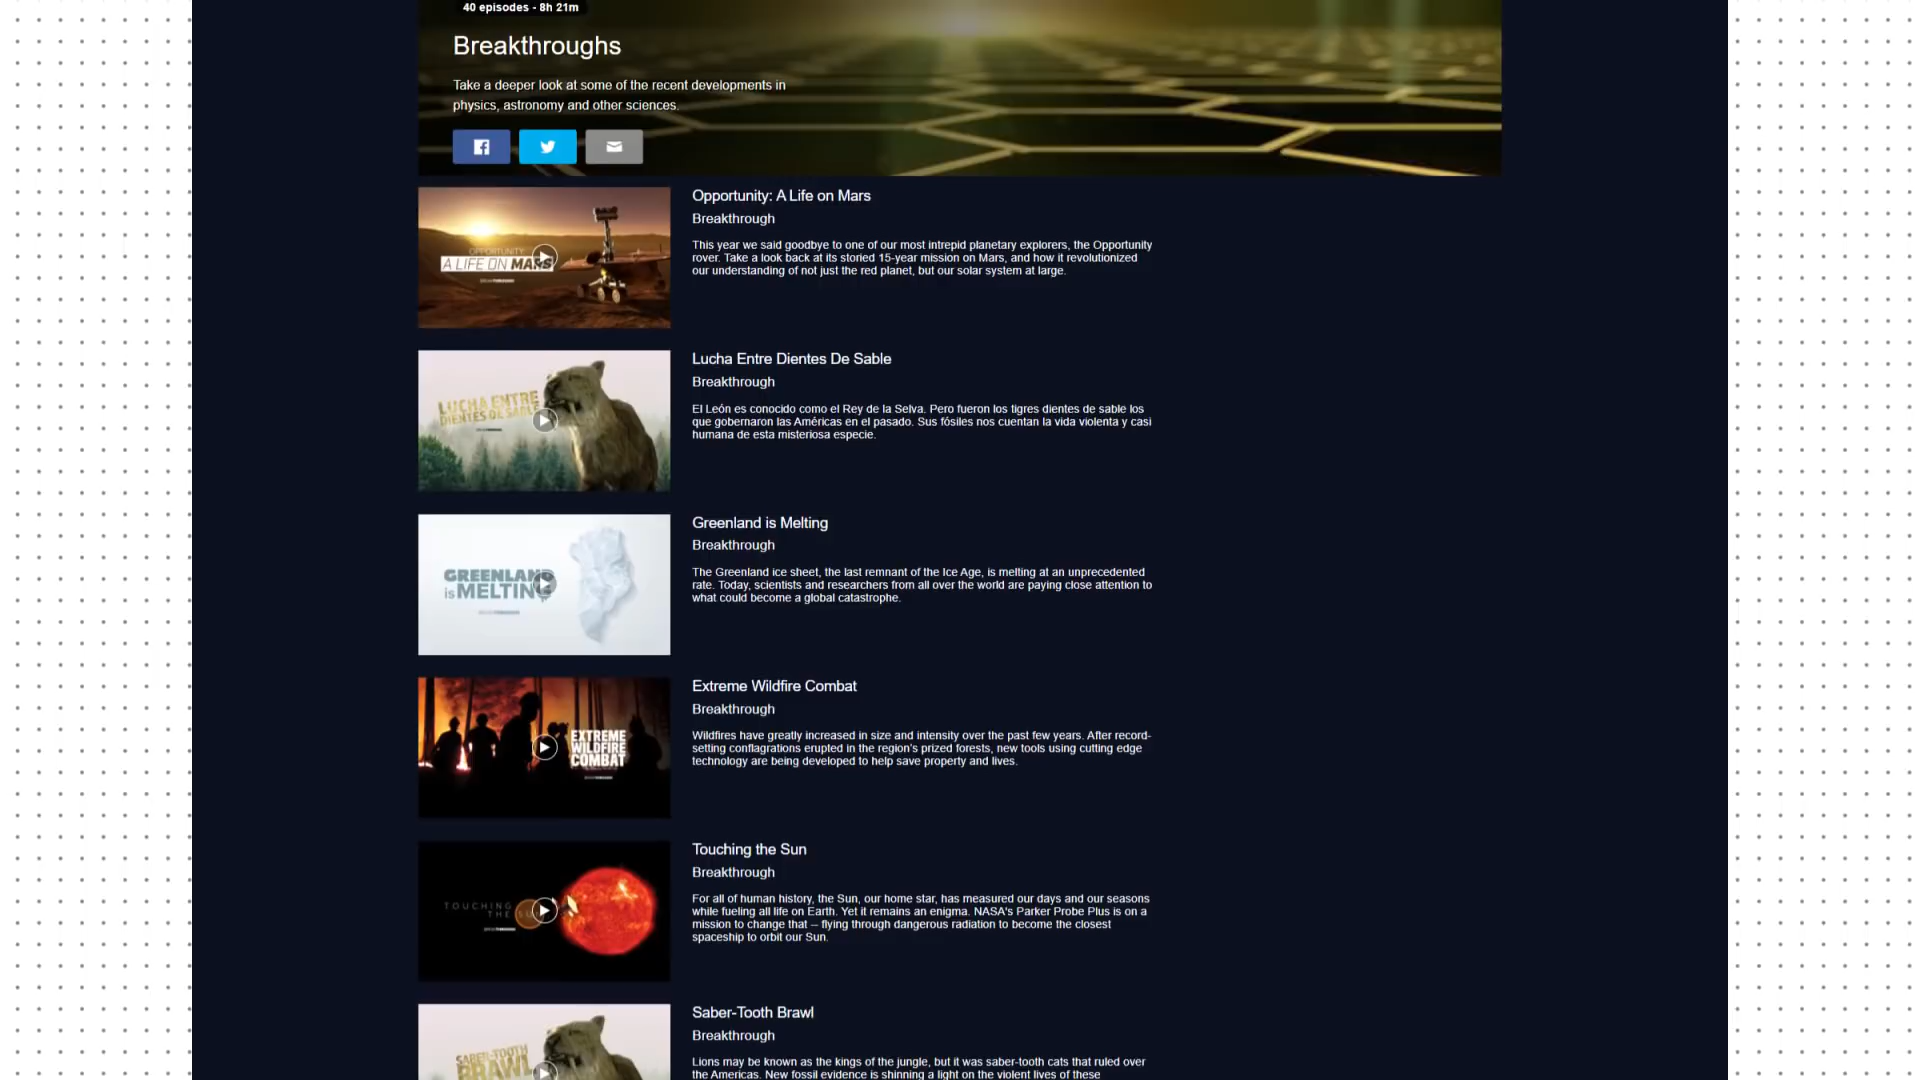 40 episodes - 8h 21m
Breakthroughs
Take a deeper look at some of the recent developments in
physics, astronomy and other sciences.
Opportunity: A Life on Mars
Breakthrough
This year we said goodbye to one of our most intrepid planetary explorers, the Opportunity
rover. Take a look back at its storied 15-year mission on Mars, and how it revolutionized
our understanding of not just the red planet, but our solar system at large.
OPPORTUNITY:
A LIFE ON MARS
Lucha Entre Dientes De Sable
Breakthrough
El León es conocido como el Rey de la Selva. Pero fueron los tigres dientes de sable los
que gobernaron las Américas en el pasado. Sus fósiles nos cuentan la vida violenta y casi
humana de esta misteriosa especie.
LUCHA ENTRE
DIENTES DE SABLE
Greenland is Melting
Breakthrough
The Greenland ice sheet, the last remnant of the Ice Age, is melting at an unprecedented
rate. Today, scientists and researchers from all over the world are paying close attention to
what could become a global catastrophe.
GREENLAND
is MELTING
Extreme Wildfire Combat
Breakthrough
Wildfires have greatly increased in size and intensity over the past few years. After record-
setting conflagrations erupted in the region's prized forests, new tools using cutting edge
technology are being developed to help save property and lives.
EXTREME
WILDFIRE
COMBAT
Touching the Sun
Breakthrough
For all of human history, the Sun, our home star, has measured our days and our seasons
while fueling all life on Earth. Yet it remains an enigma. NASA's Parker Probe Plus is on a
mission to change that -- flying through dangerous radiation to become the closest
spaceship to orbit our Sun.
TOUCHING
THE SUN
Saber-Tooth Brawl
Breakthrough
Lions may be known as the kings of the jungle, but it was saber-tooth cats that ruled over
the Americas. New fossil evidence is shinning a light on the violent lives of these
SABER-TOOTH
BRAWL